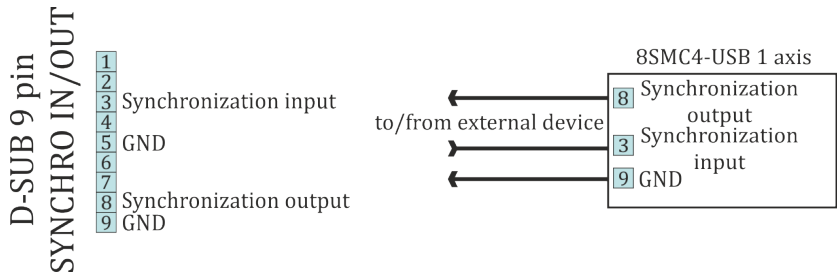 D-SUB 9 pin
SYNCHRO IN/OUT
1
2
3 Synchronization input
4
5 GND
6
7
8 Synchronization output
9 GND
8SMC4-USB 1 axis
to/from external device
8 Synchronization
output
3 Synchronization
input
9 GND